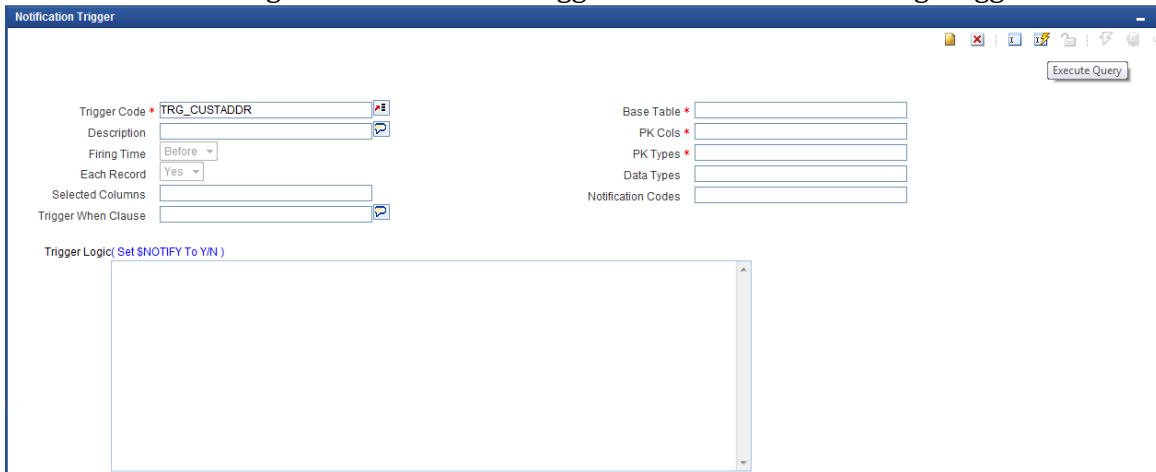 Notification Trigger
Execute Query
Trigger Code * TRG_CUSTADDR
Description
Firing Time Before
Each Record Yes
Selected Columns
Trigger When Clause
Base Table *
PK Cols *
PK Types *
Data Types
Notification Codes
Trigger Logic( Set $NOTIFY To Y/N )